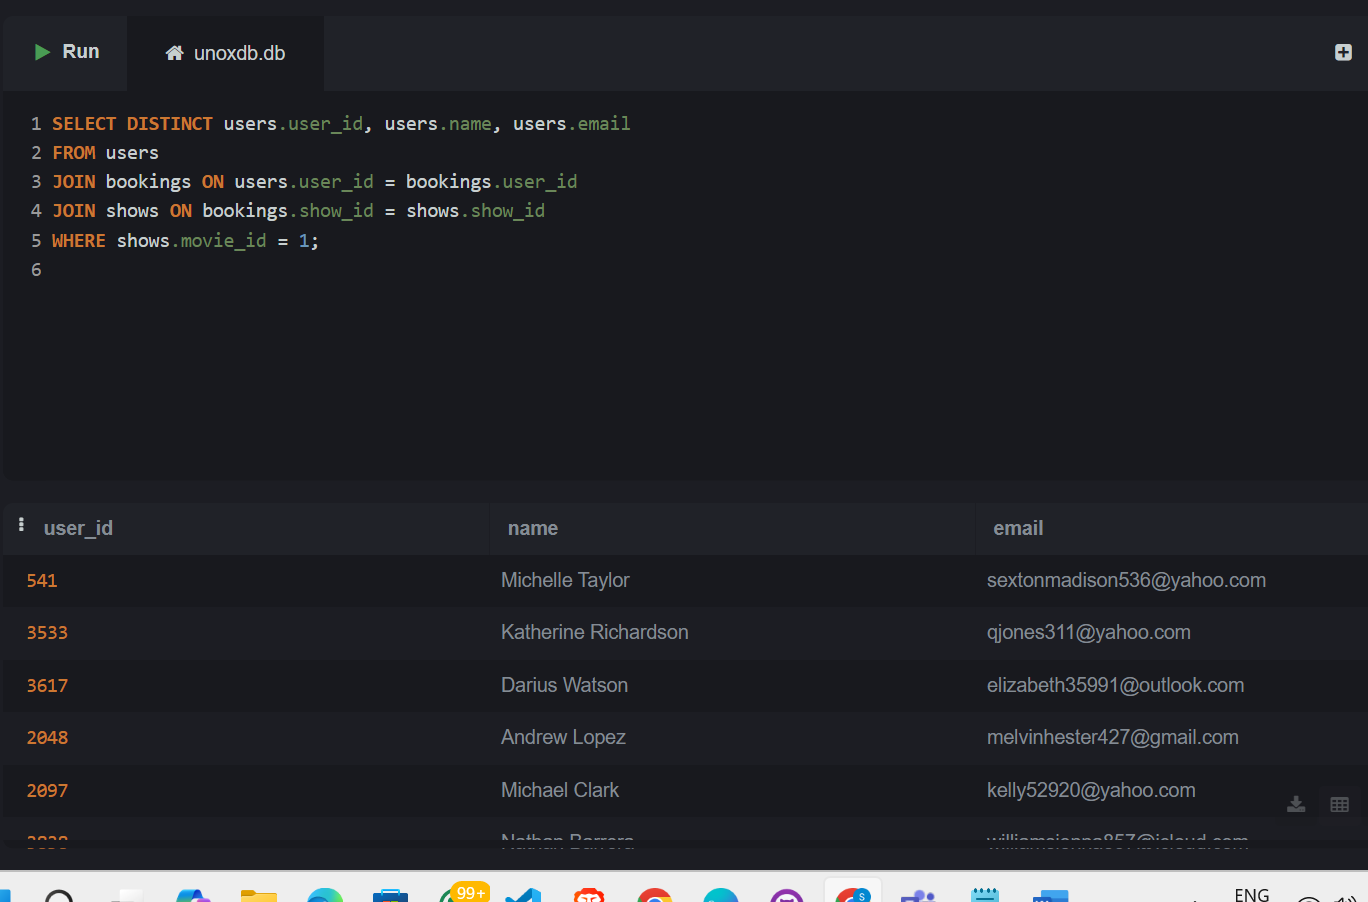 Run unoxdb.db
1 SELECT DISTINCT users.user_id, users.name, users.email
2 FROM users
3 JOIN bookings ON users.user_id = bookings.user_id
4 JOIN shows ON bookings.show_id = shows.show_id
5 WHERE shows.movie_id = 1;
6
user_id name email
541 Michelle Taylor sextonmadison536@yahoo.com
3533 Katherine Richardson qjones311@yahoo.com
3617 Darius Watson elizabeth35991@outlook.com
2048 Andrew Lopez melvinhester427@gmail.com
2097 Michael Clark kelly52920@yahoo.com
Nathan Barrera
99+ S ENG